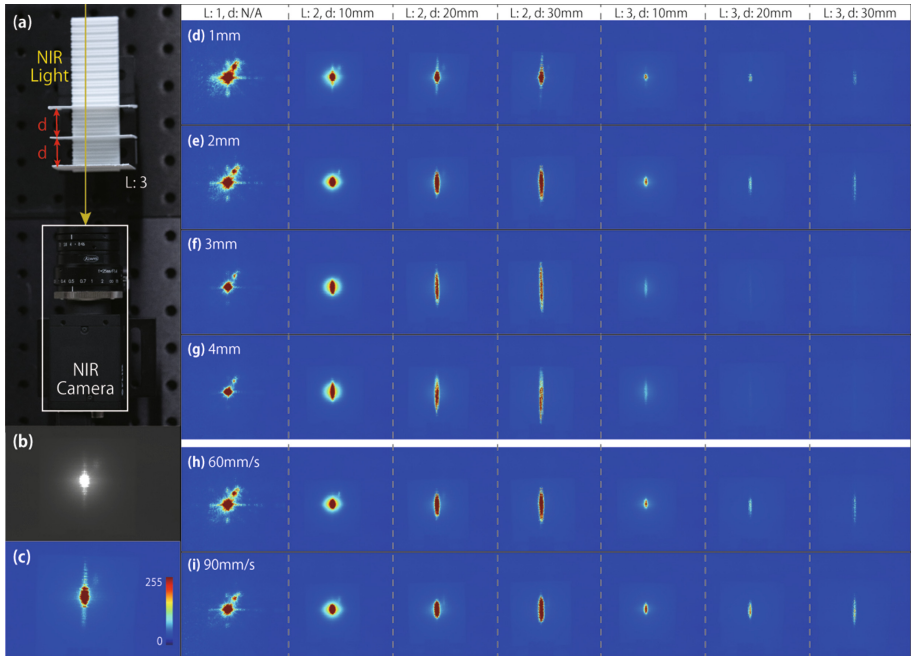 L: 1, d: N/A
L: 2, d: 10mm
L: 2, d: 20mm
L: 2, d: 30mm
L: 3, d: 10mm
L: 3, d: 20mm
L: 3, d: 30mm
(a)
NIR
Light
d
d
L: 3
NIR
Camera
(b)
(c)
255
0
(d) 1mm
(e) 2mm
(f) 3mm
(g) 4mm
(h) 60mm/s
(i) 90mm/s